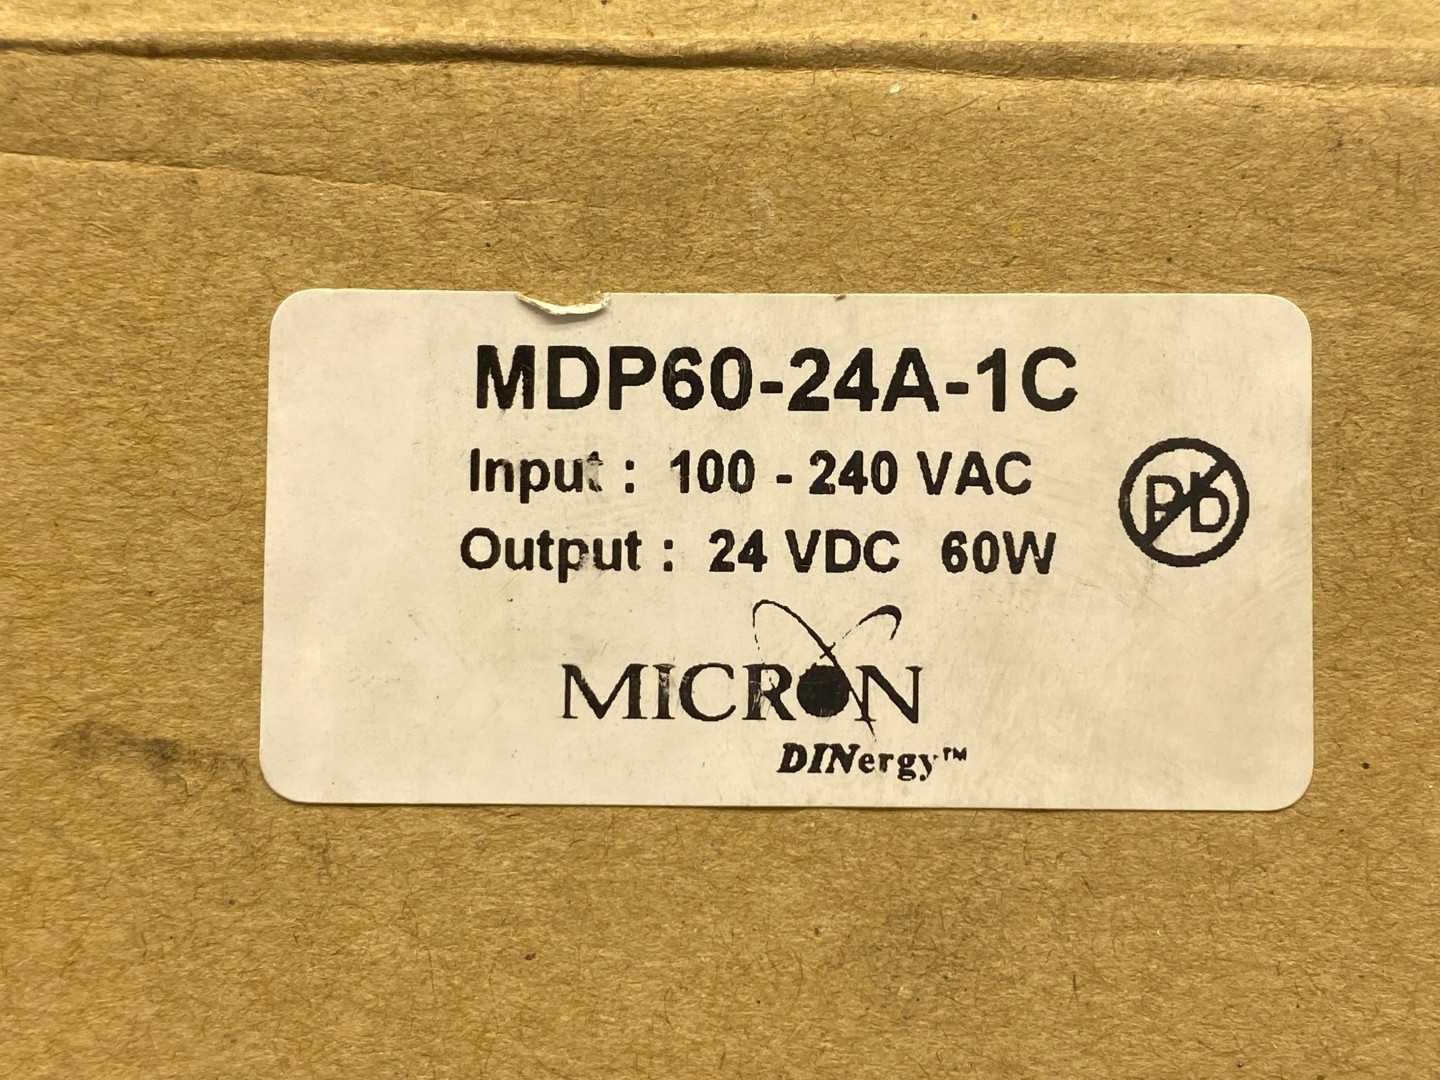 MDP60-24A-1C
Input : 100 - 240 VAC
Pb
Output : 24 VDC 60W
MICRON
DINergy™